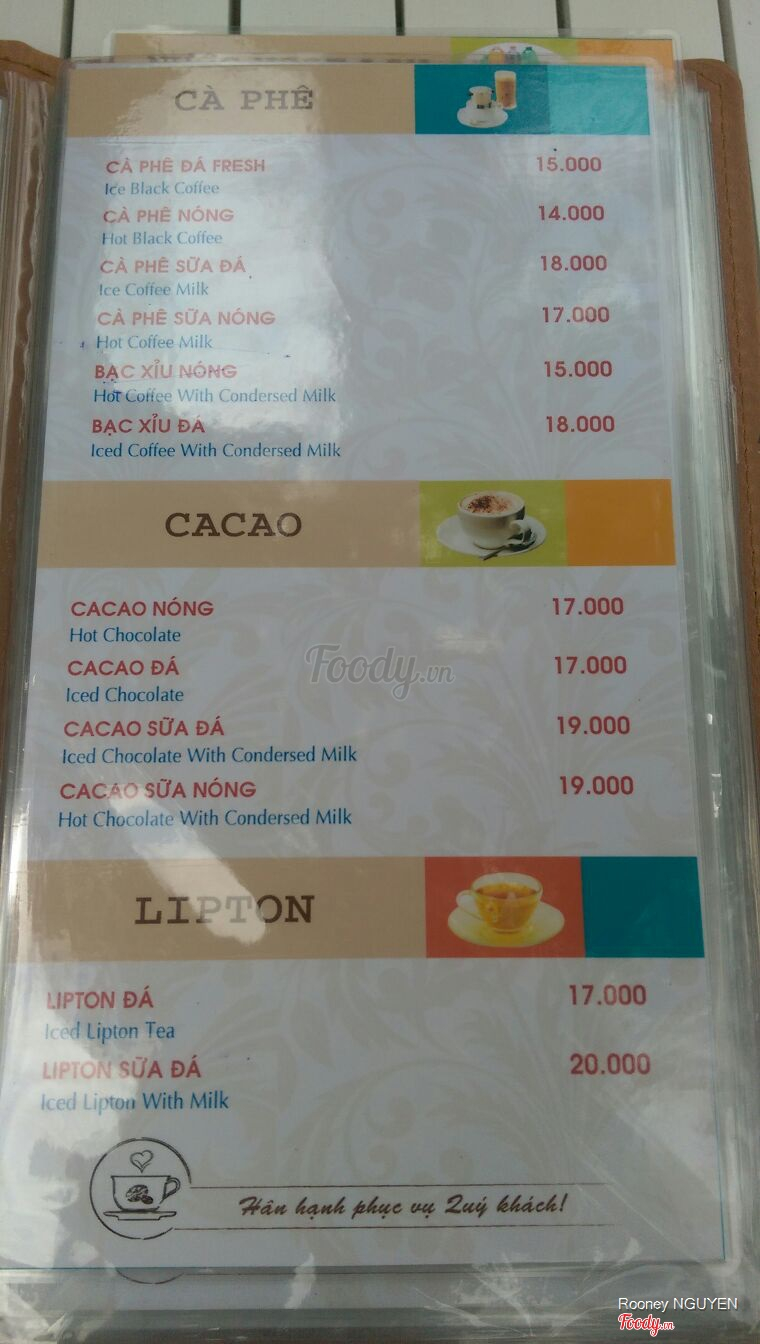 CÀ PHÊ
CÀ PHÊ ĐÁ FRESH 15.000
Ice Black Coffee
CÀ PHÊ NÓNG 14.000
Hot Black Coffee
CÀ PHÊ SỮA ĐÁ 18.000
Ice Coffee Milk
CÀ PHÊ SỮA NÓNG 17.000
Hot Coffee Milk
BẠC XỈU NÓNG 15.000
Hot Coffee With Condersed Milk
BẠC XỈU ĐÁ 18.000
Iced Coffee With Condersed Milk
CACAO
CACAO NÓNG 17.000
Hot Chocolate
CACAO ĐÁ 17.000
Iced Chocolate
Foody.vn
CACAO SỮA ĐÁ 19.000
Iced Chocolate With Condersed Milk
CACAO SỮA NÓNG 19.000
Hot Chocolate With Condersed Milk
LIPTON
LIPTON ĐÁ 17.000
Iced Lipton Tea
LIPTON SỮA ĐÁ 20.000
Iced Lipton With Milk
Hân hạnh phục vụ Quý khách!
Rooney NGUYEN
Foody.vn